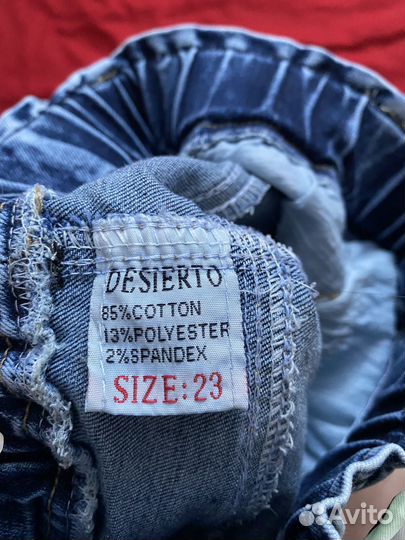 DESIERTO
85%COTTON
13%POLYESTER
2%SPANDEX
SIZE:23
Avito